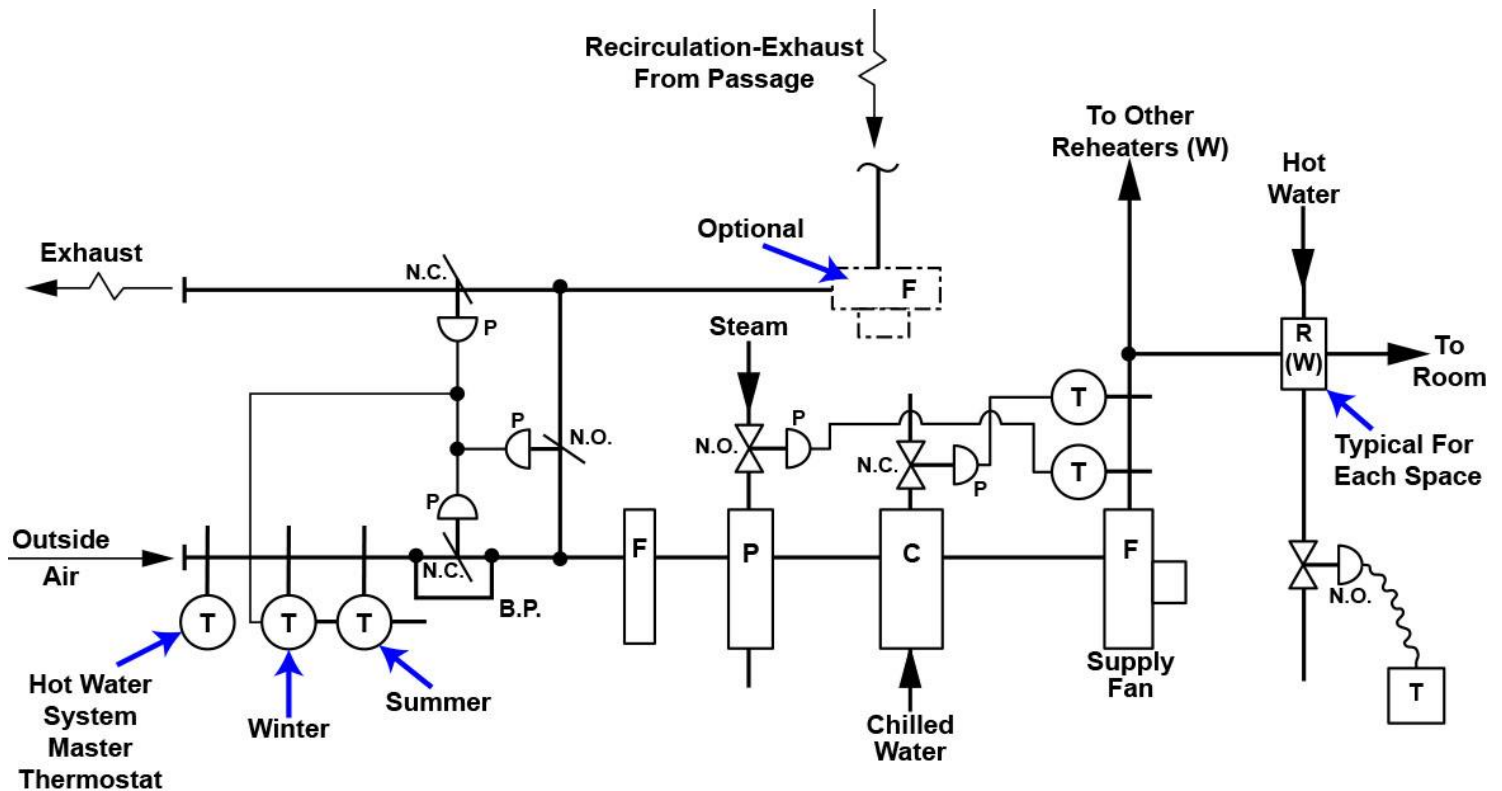 Recirculation-Exhaust
From Passage
To Other
Reheaters (W)
Hot
Water
Optional
Exhaust
N.C.
F
P
Steam
R
(W)
To
Room
T
P
N.O.
P
N.O.
N.C.
P
T
Typical For
Each Space
P
Outside
Air
N.C.
B.P.
F
P
C
F
N.O.
T
T
T
Supply
Fan
Hot Water
System
Master
Thermostat
Winter
Summer
Chilled
Water
T